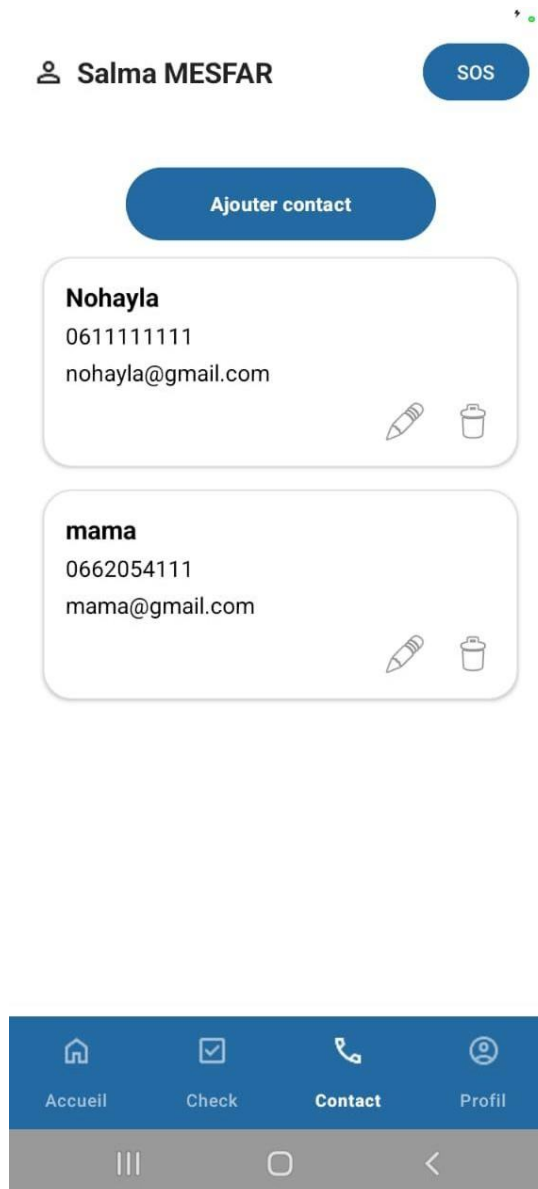 Salma MESFAR
SOS
Ajouter contact
Nohayla
0611111111
nohayla@gmail.com
mama
0662054111
mama@gmail.com
Accueil
Check
Contact
Profil